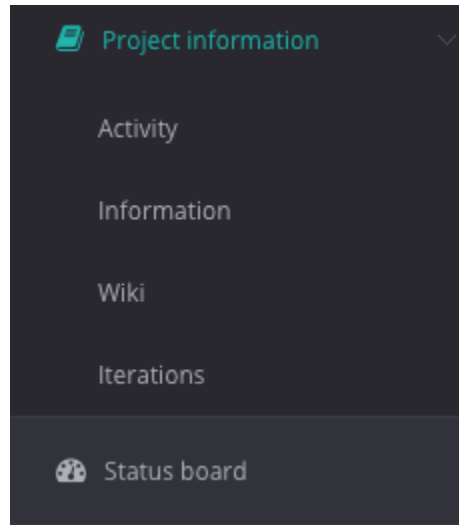 Project information
Activity
Information
Wiki
Iterations
Status board